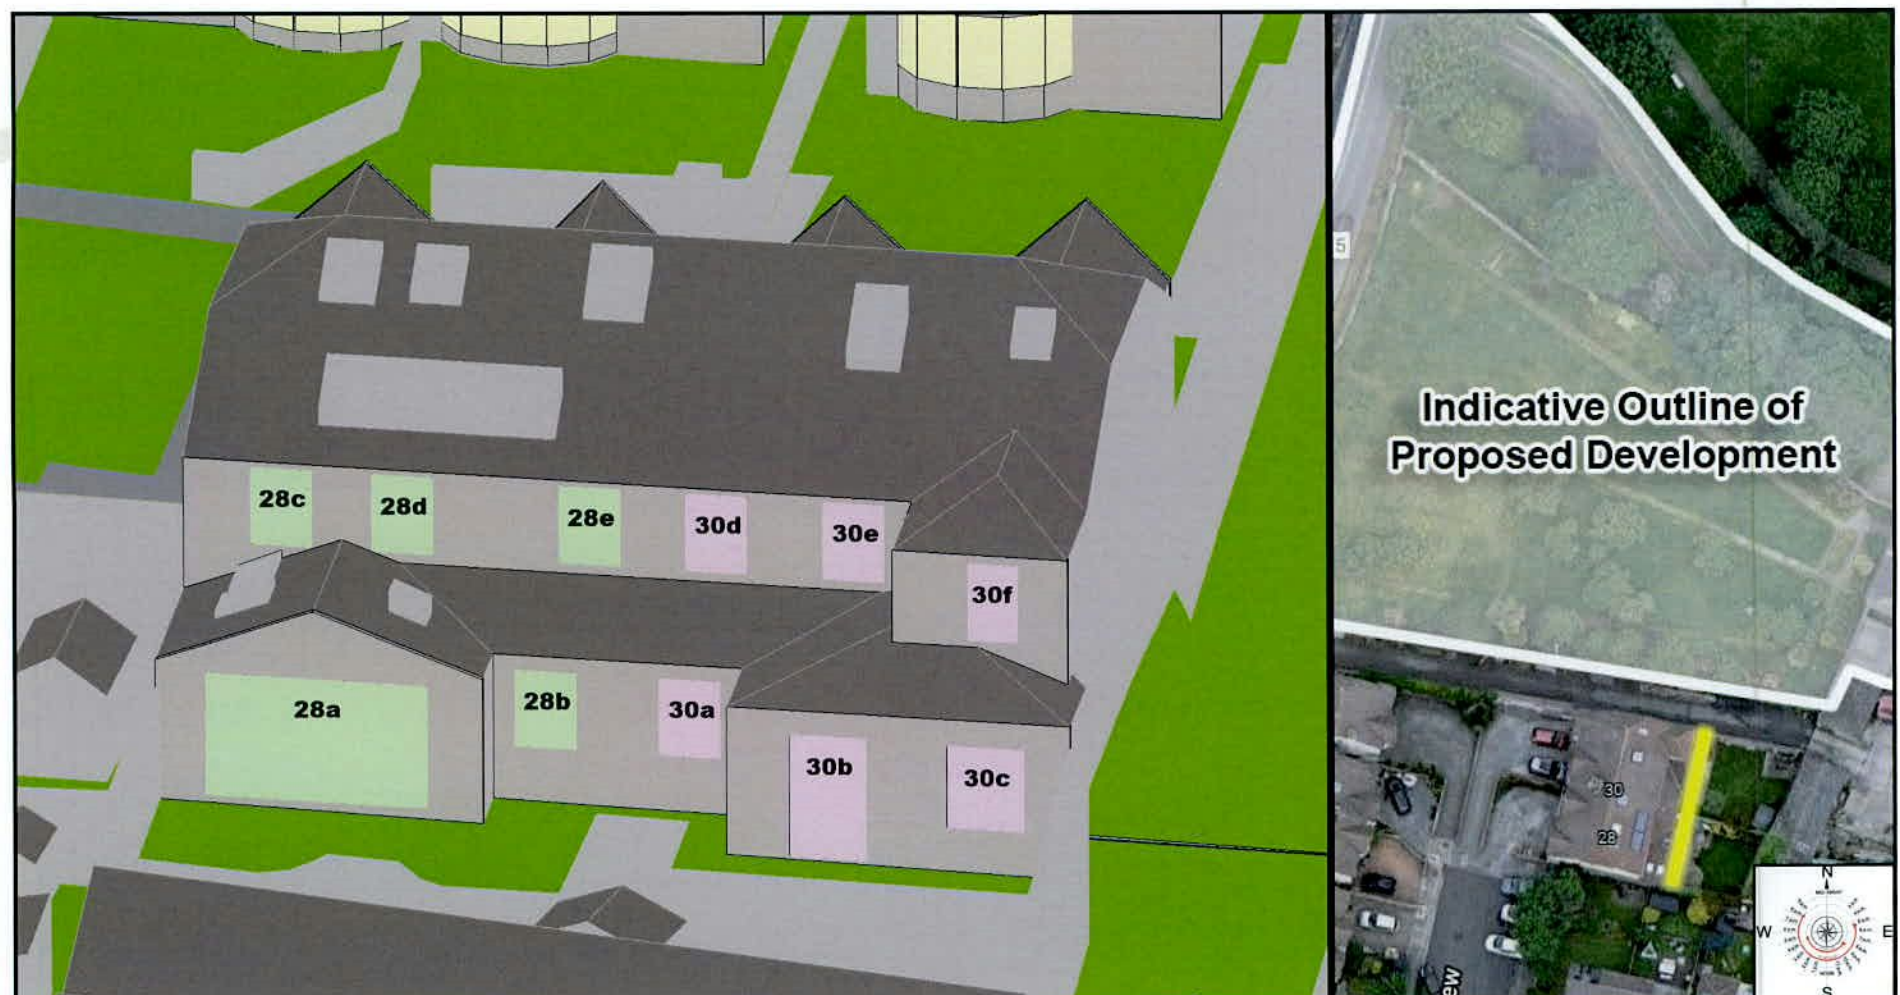 28c
28d
28e
30d
30e
30f
28a
28b
30a
30b
30c
5
Indicative Outline of
Proposed Development
30
28
ew
N
W
E
S